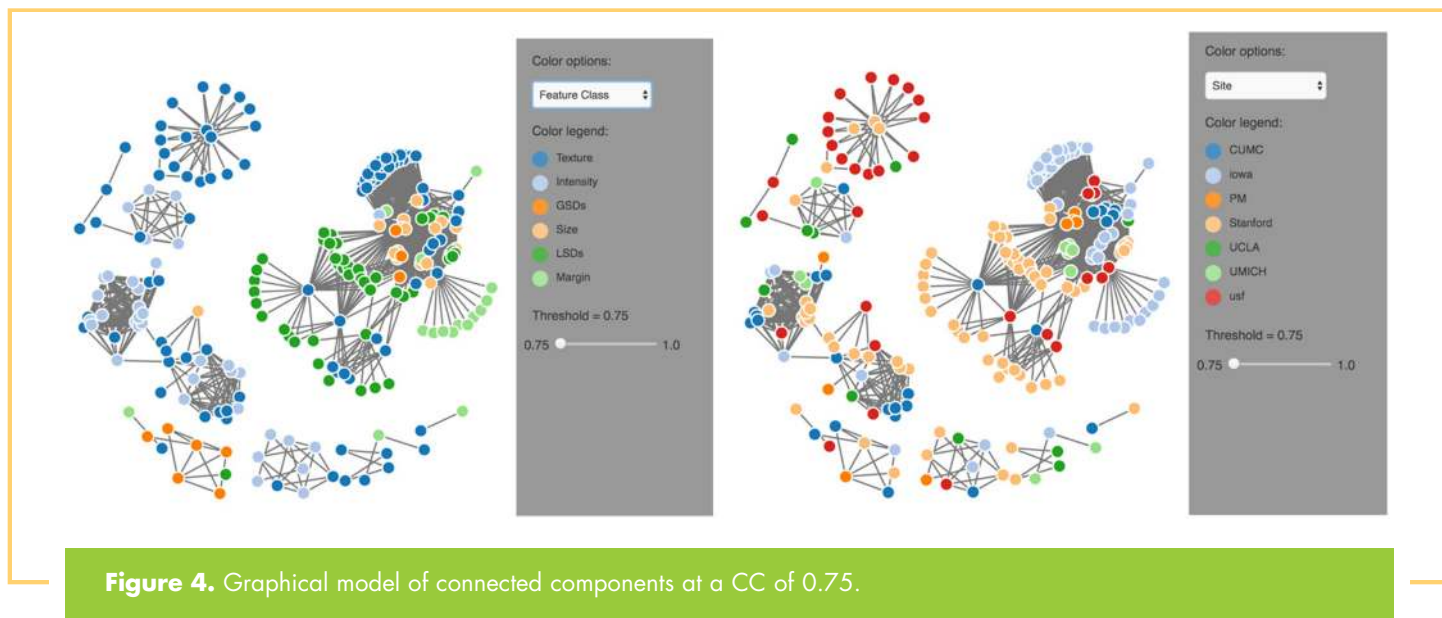 Color options:
Feature Class
Color legend:
Texture
Intensity
GSDs
Size
LSDs
Margin
Threshold = 0.75
0.75 1.0
Color options:
Site
Color legend:
CUMC
iowa
PM
Stanford
UCLA
UMICH
usf
Threshold = 0.75
0.75 1.0
Figure 4. Graphical model of connected components at a CC of 0.75.